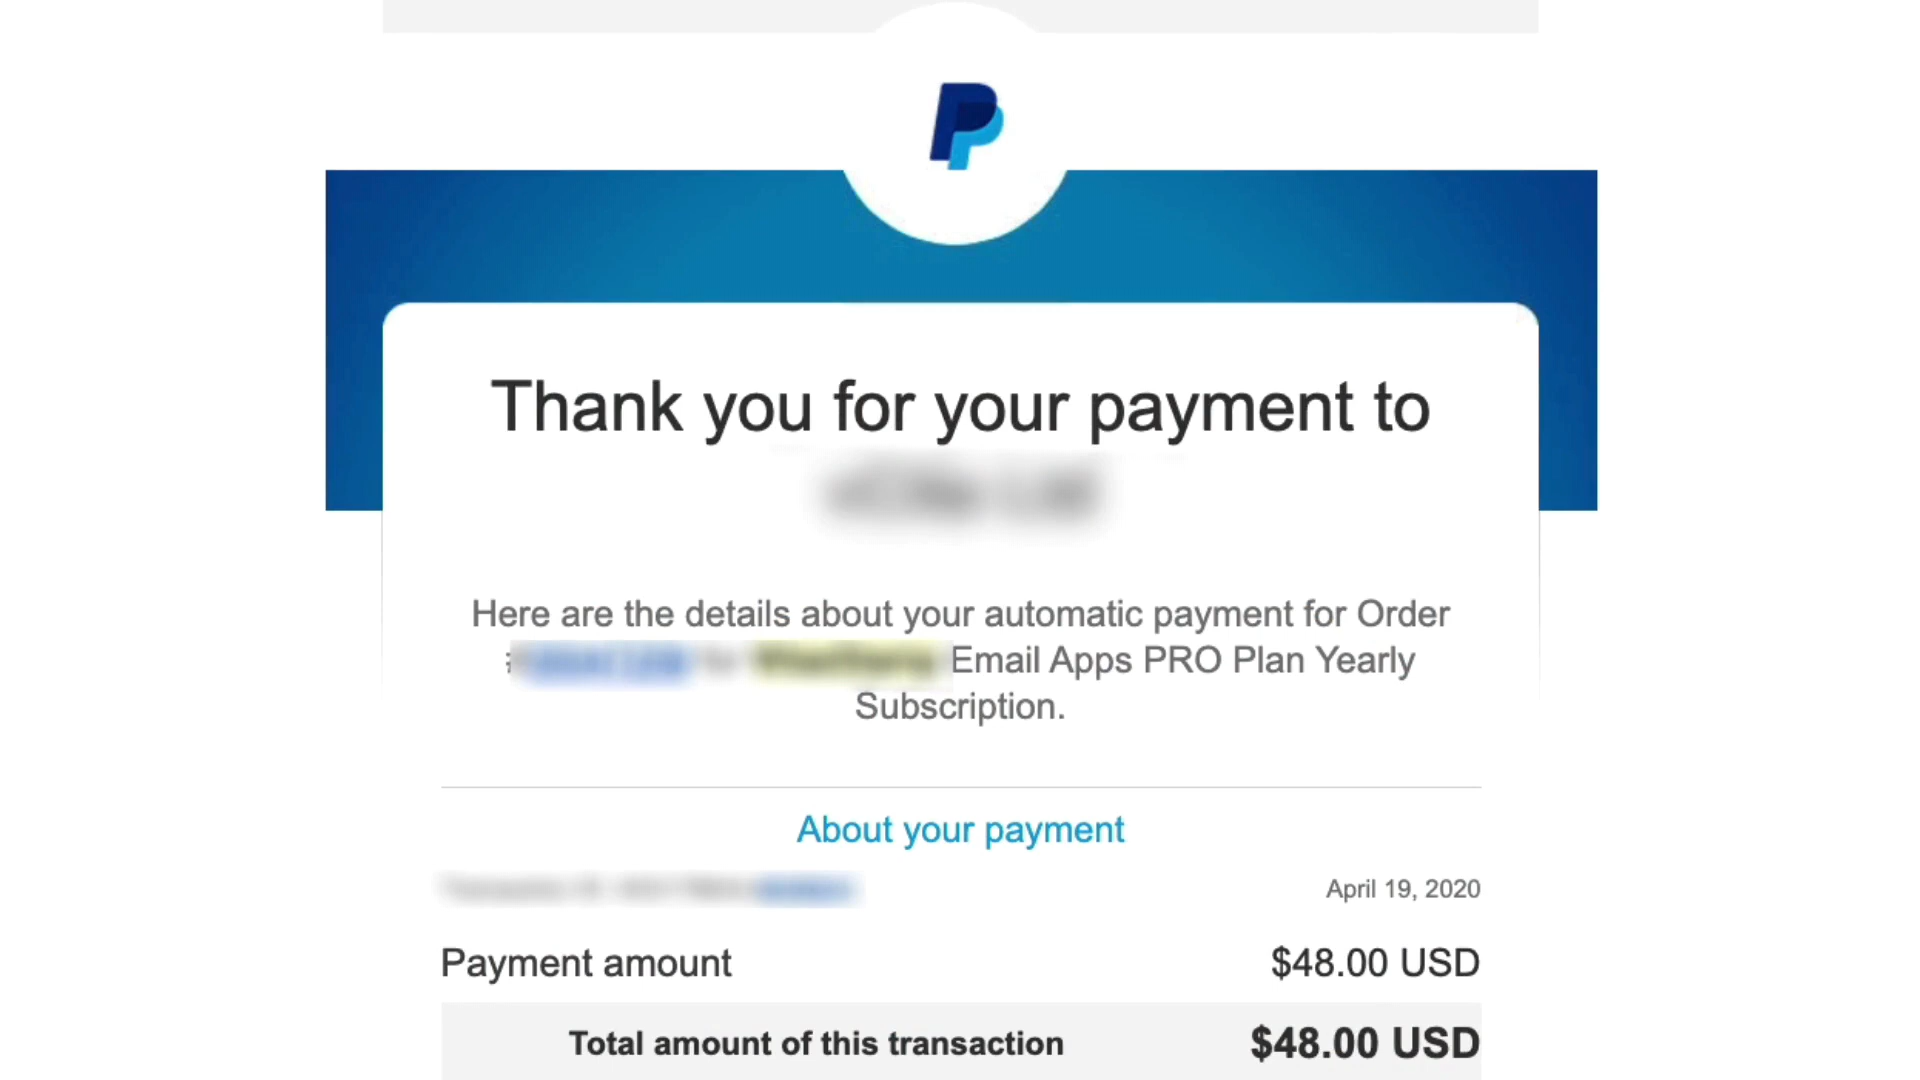 Thank you for your payment to
Here are the details about your automatic payment for Order
Email Apps PRO Plan Yearly
Subscription.
About your payment
April 19, 2020
Payment amount
$48.00 USD
Total amount of this transaction
$48.00 USD